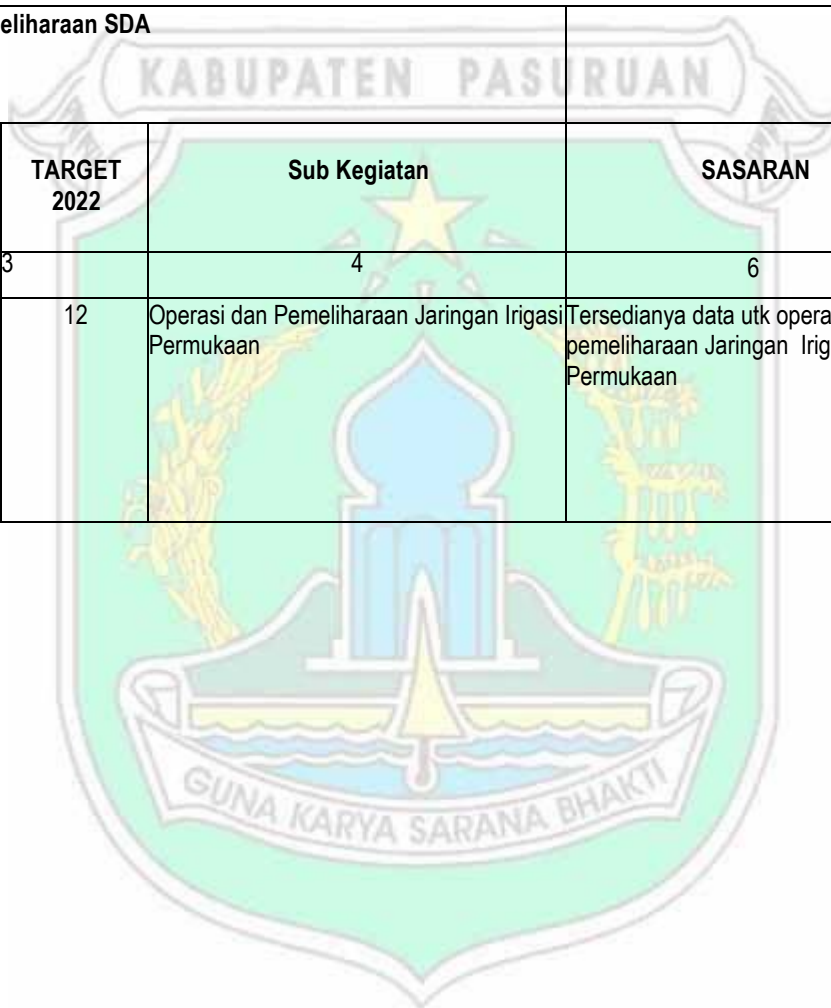 eliharaan SDA
KABUPATEN PASURUAN
TARGET
2022
Sub Kegiatan
SASARAN
3
4
6
12
Operasi dan Pemeliharaan Jaringan Irigasi
Permukaan
Tersedianya data utk opera
pemeliharaan Jaringan Irig
Permukaan
GUNA KARYA SARANA BHAKTI